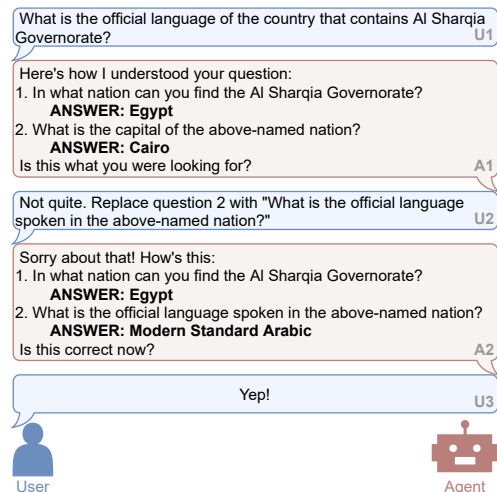 What is the official language of the country that contains Al Sharqia
Governorate?
U1
Here's how I understood your question:
1. In what nation can you find the Al Sharqia Governorate?
ANSWER: Egypt
2. What is the capital of the above-named nation?
ANSWER: Cairo
Is this what you were looking for?
A1
Not quite. Replace question 2 with "What is the official language
spoken in the above-named nation?"
U2
Sorry about that! How's this:
1. In what nation can you find the Al Sharqia Governorate?
ANSWER: Egypt
2. What is the official language spoken in the above-named nation?
ANSWER: Modern Standard Arabic
Is this correct now?
A2
Yep!
U3
User
Agent